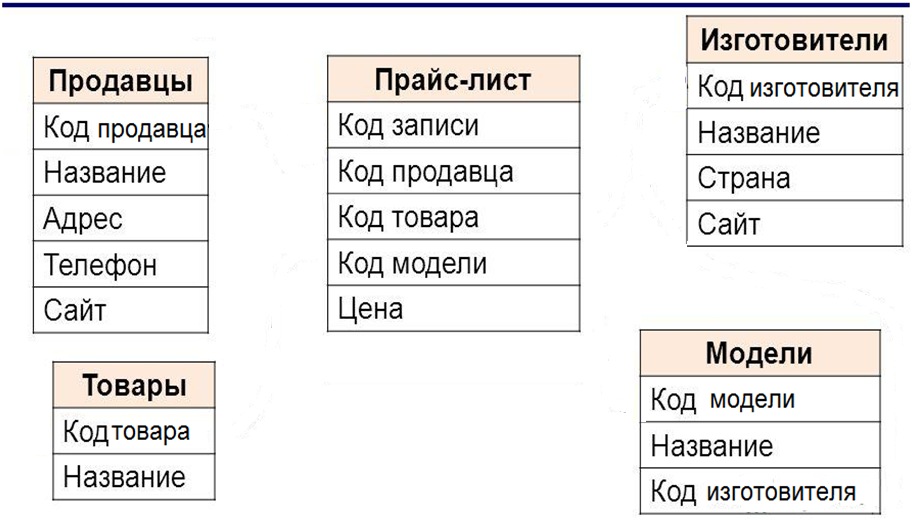 Продавцы
Код продавца
Название
Адрес
Телефон
Сайт
Прайс-лист
Код записи
Код продавца
Код товара
Код модели
Цена
Изготовители
Код изготовителя
Название
Страна
Сайт
Товары
Код товара
Название
Модели
Код модели
Название
Код изготовителя